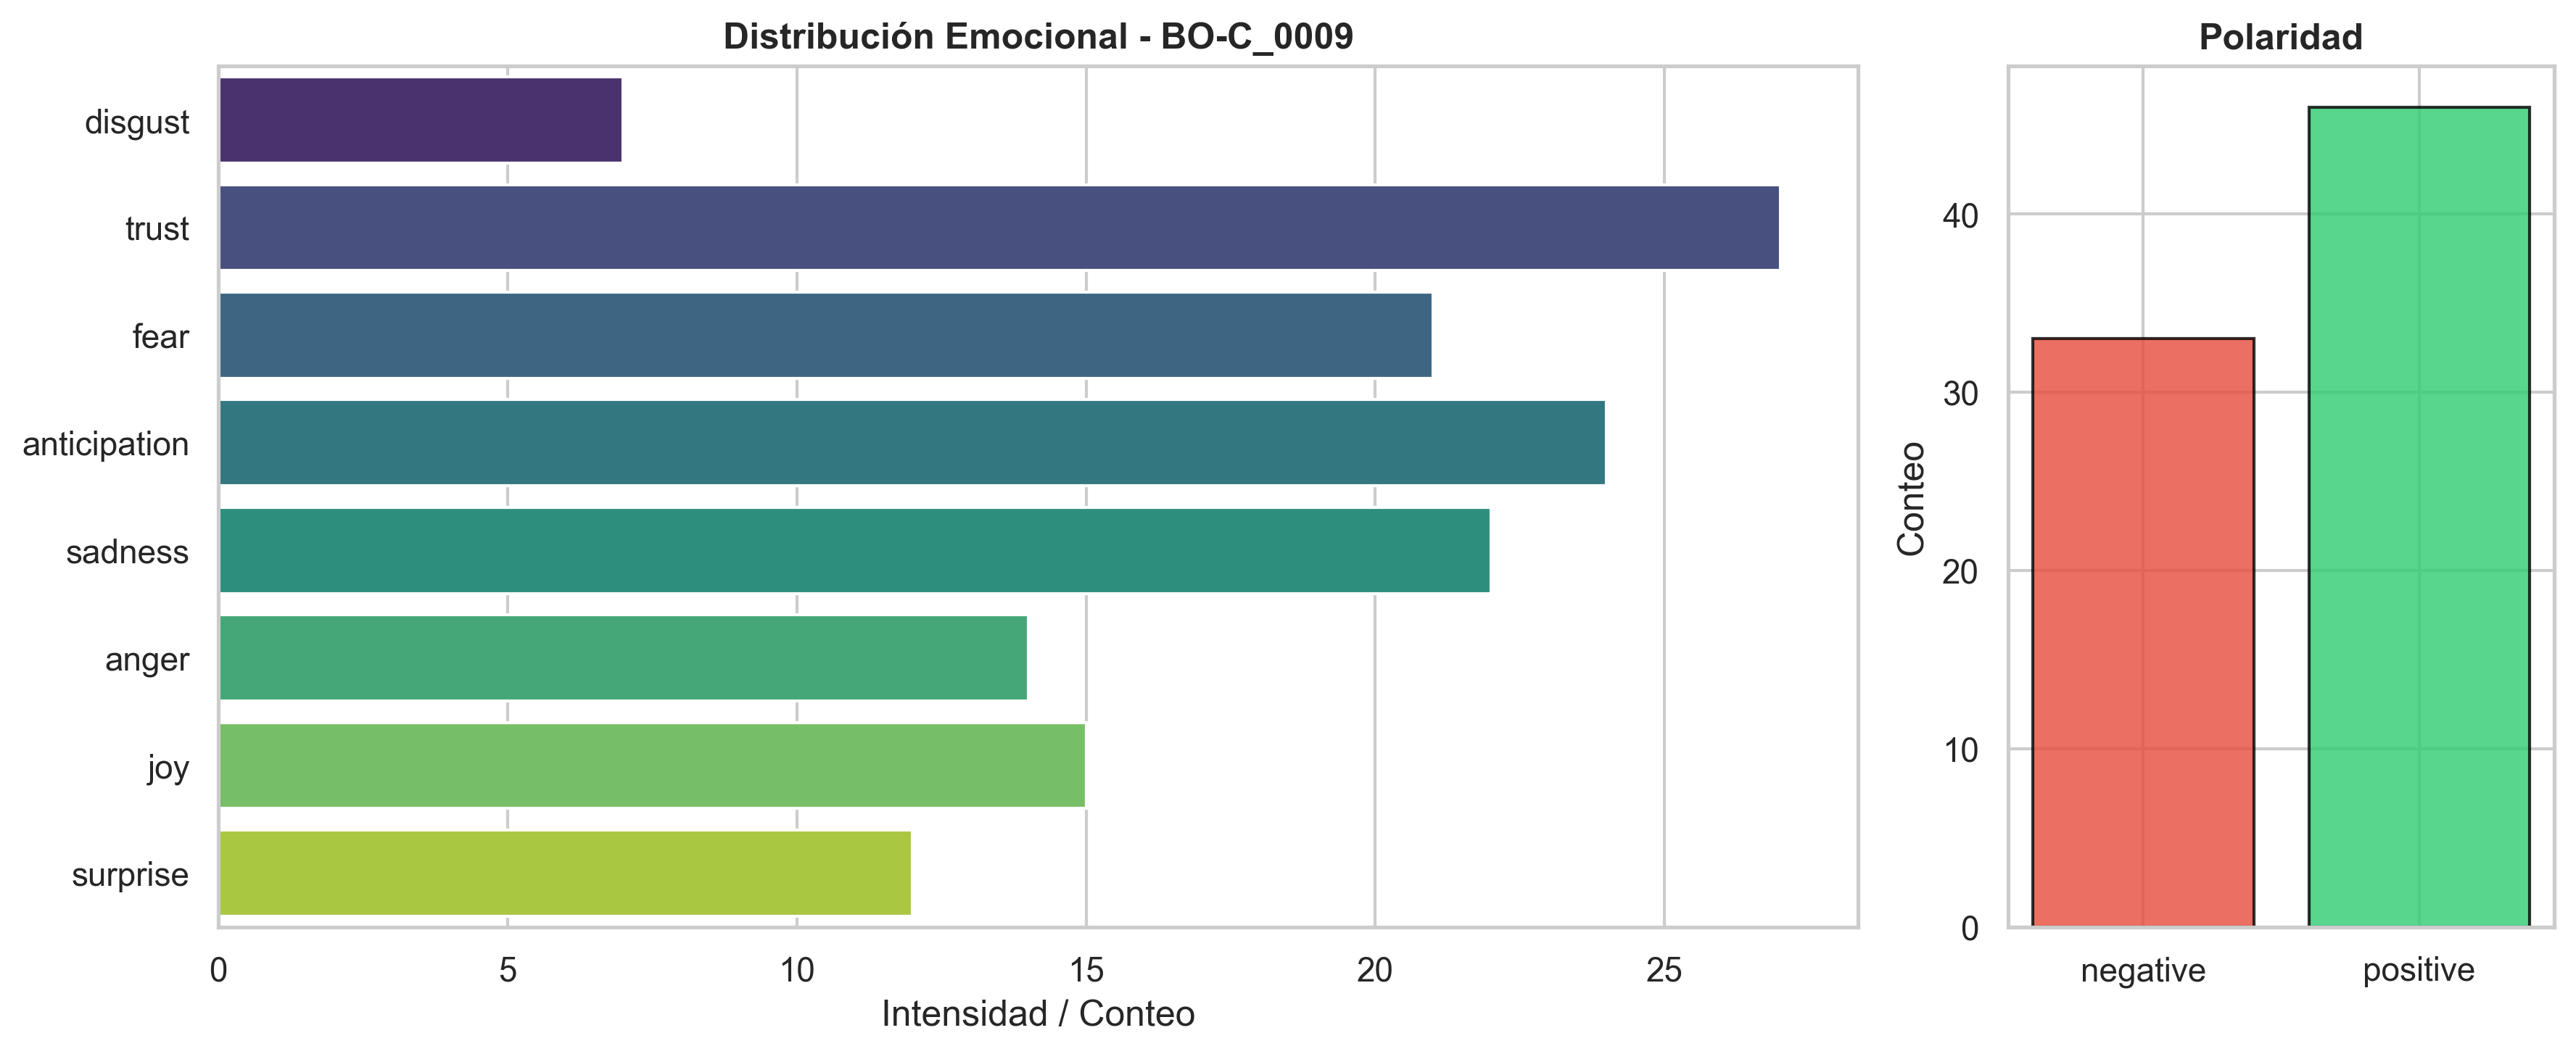 Distribución Emocional - BO-C_0009
disgust
trust
fear
anticipation
sadness
anger
joy
surprise
0 5 10 15 20 25
Intensidad / Conteo
Polaridad
Conteo
40
30
20
10
0
negative positive